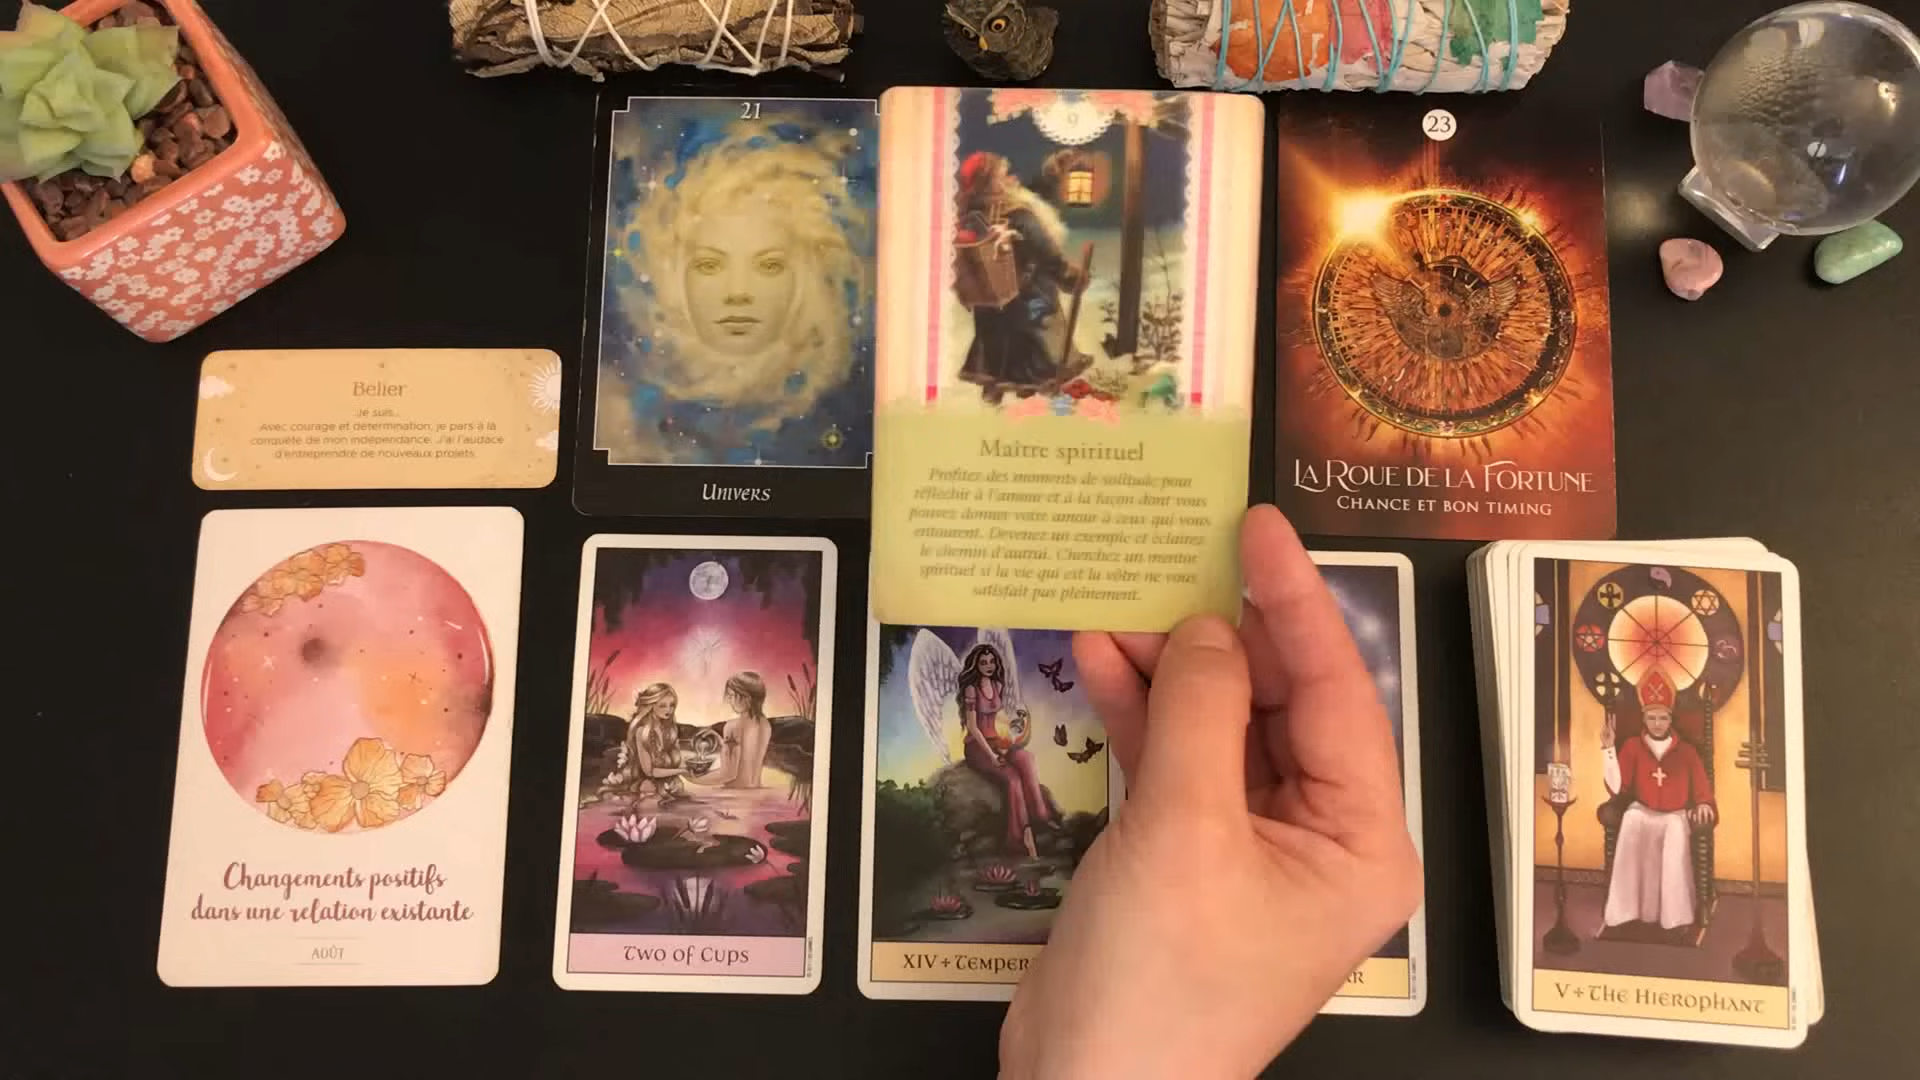 21
Univers
9
Maître spirituel
Profitez des moments de solitude pour
réfléchir à l'amour et à la façon dont vous
pouvez donner votre amour à ceux qui vous
entourent. Devenez un exemple et éclairez
le chemin d'autrui. Cherchez un mentor
spirituel si la vie qui est la vôtre ne vous
satisfait pas pleinement.
23
La Roue de la Fortune
Chance et bon timing
Belier
Je suis...
Avec courage et determination, je pars à la
conquête de mon indépendance. J'ai l'audace
d'entreprendre de nouveaux projets.
Changements positifs
dans une relation existante
AOÛT
Two of Cups
XIV + Temper
AR
V + The Hierophant